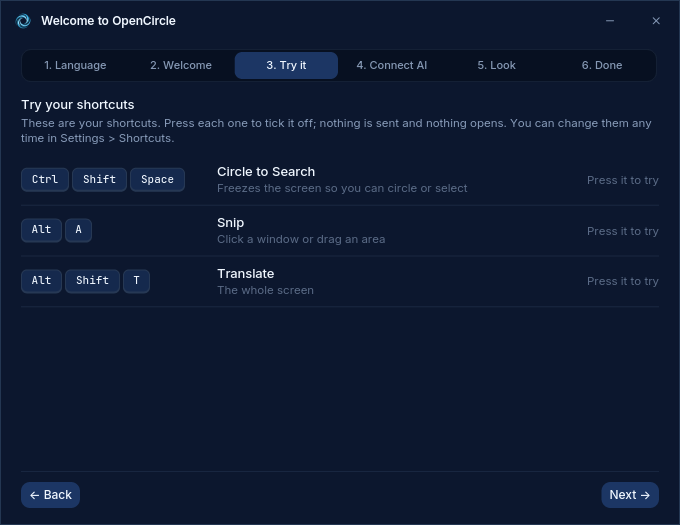 Welcome to OpenCircle
1. Language
2. Welcome
3. Try it
4. Connect AI
5. Look
6. Done
Try your shortcuts
These are your shortcuts. Press each one to tick it off; nothing is sent and nothing opens. You can change them any
time in Settings > Shortcuts.
Ctrl Shift Space
Circle to Search
Freezes the screen so you can circle or select
Press it to try
Alt A
Snip
Click a window or drag an area
Press it to try
Alt Shift T
Translate
The whole screen
Press it to try
← Back
Next →